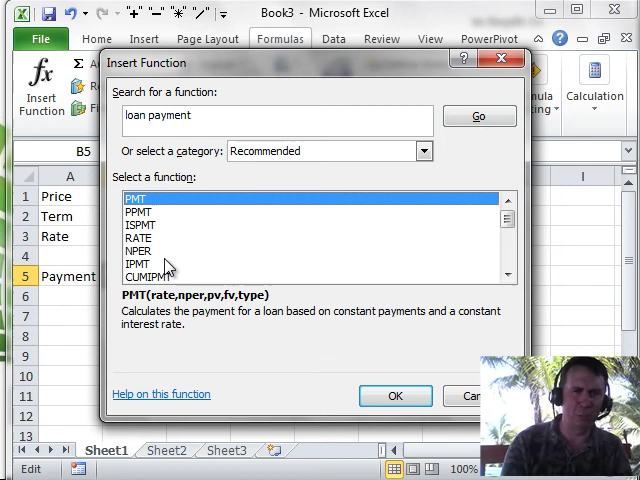 Book3 - Microsoft Excel
File Home Insert Page Layout Formulas Data Review View PowerPivot
Insert Function
?
Search for a function:
loan payment
Go
Or select a category: Recommended
Select a function:
PMT
PPMT
ISPMT
RATE
NPER
IPMT
CUMIPMT
PMT(rate,nper,pv,fv,type)
Calculates the payment for a loan based on constant payments and a constant
interest rate.
Help on this function
OK
fx
Insert
Function
Σ
Calculation
B5
A I J
1 Price
2 Term
3 Rate
4
5 Payment
6
7
8
9
10
11
12
13
Sheet1 Sheet2 Sheet3
Edit 100%